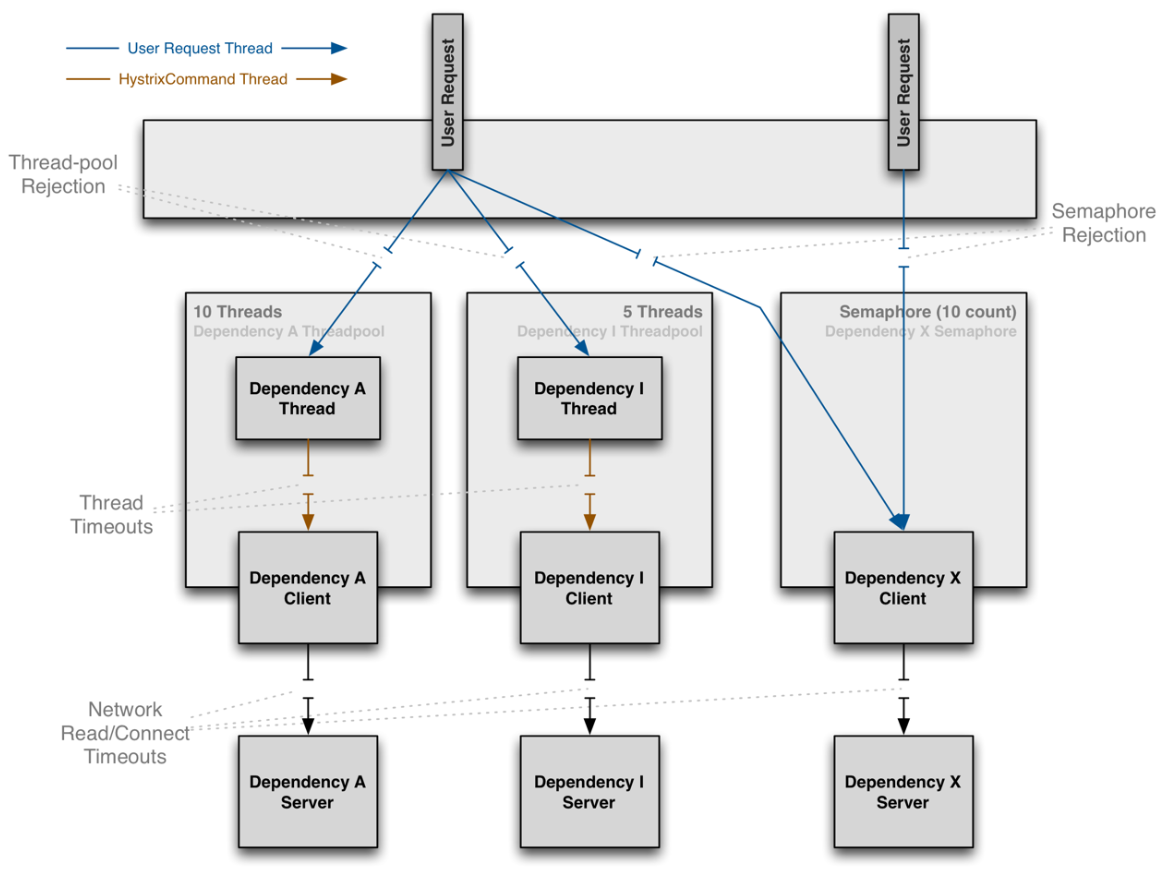 User Request Thread
HystrixCommand Thread
User Request
User Request
Thread-pool
Rejection
Semaphore
Rejection
10 Threads
Dependency A Threadpool
5 Threads
Dependency I Threadpool
Semaphore (10 count)
Dependency X Semaphore
Dependency A
Thread
Dependency I
Thread
Thread
Timeouts
Dependency A
Client
Dependency I
Client
Dependency X
Client
Network
Read/Connect
Timeouts
Dependency A
Server
Dependency I
Server
Dependency X
Server